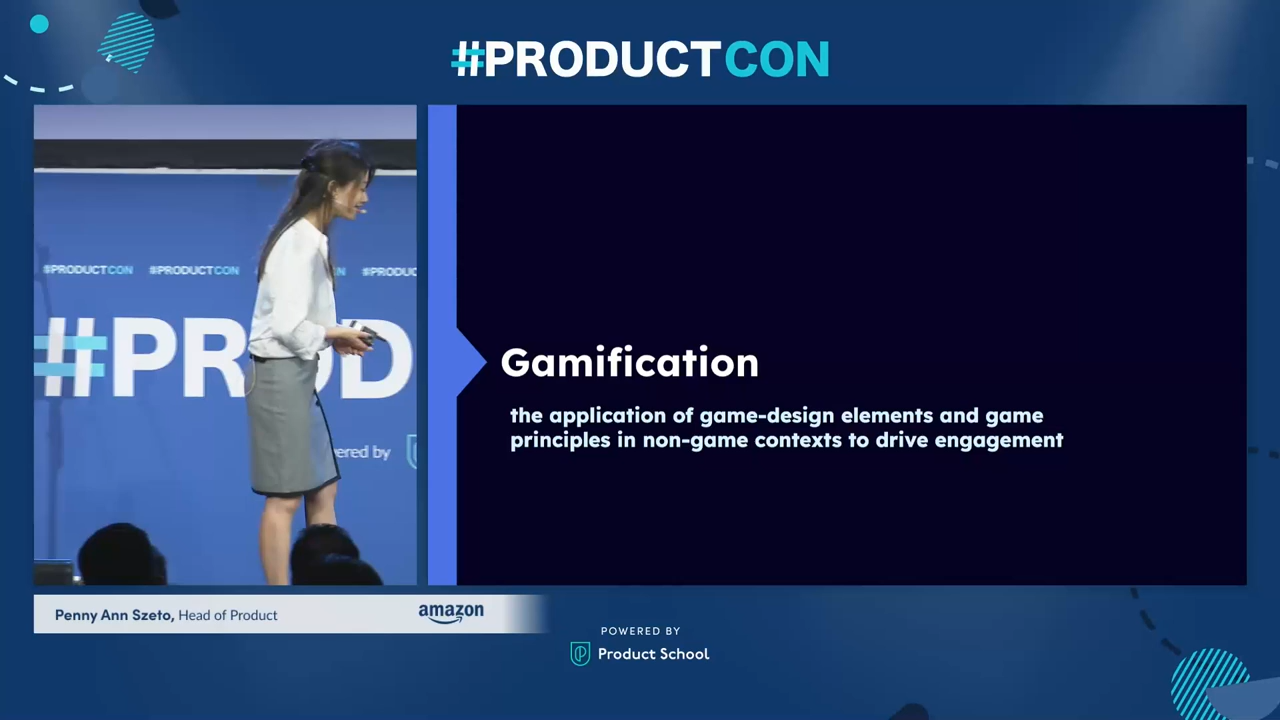 #PRODUCTCON
#PRODUCTCON #PRODUCTCON N #PRODUC
#PROD
ered by
Gamification
the application of game-design elements and game
principles in non-game contexts to drive engagement
Penny Ann Szeto, Head of Product
amazon
POWERED BY
Product School